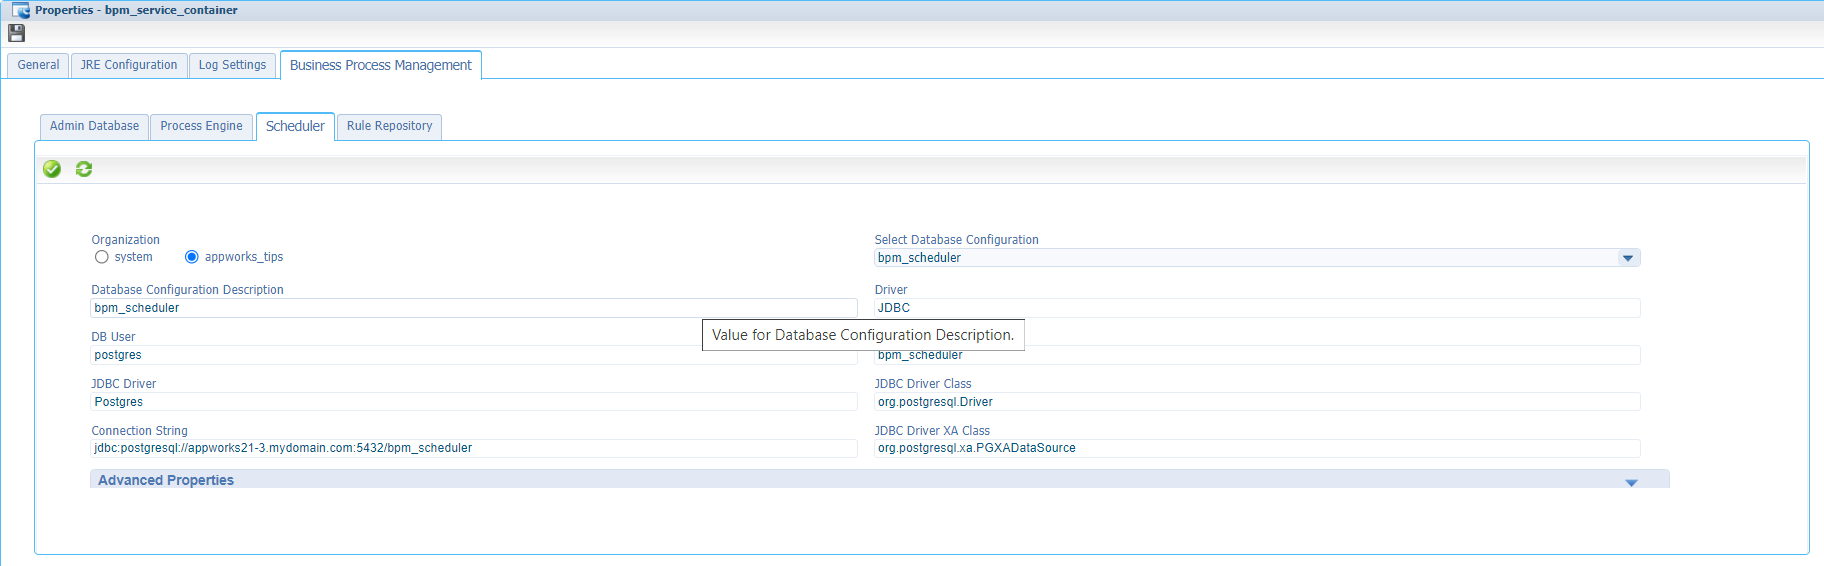 Properties - bpm_service_container
General JRE Configuration Log Settings Business Process Management
Admin Database Process Engine Scheduler Rule Repository
Organization Select Database Configuration
system appworks_tips bpm_scheduler
Database Configuration Description Driver
bpm_scheduler JDBC
DB User Value for Database Configuration Description.
postgres bpm_scheduler
JDBC Driver JDBC Driver Class
Postgres org.postgresql.Driver
Connection String JDBC Driver XA Class
jdbc:postgresql://appworks21-3.mydomain.com:5432/bpm_scheduler org.postgresql.xa.PGXADataSource
Advanced Properties